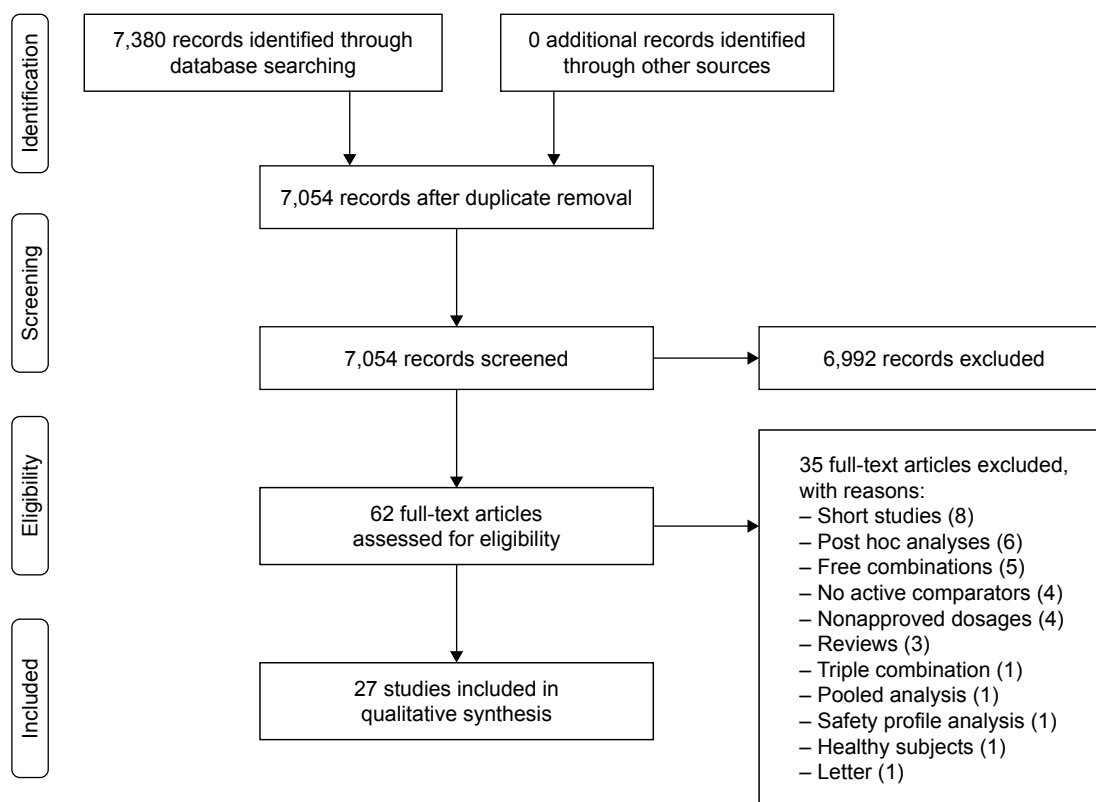 Identification
7,380 records identified through
database searching
0 additional records identified
through other sources
7,054 records after duplicate removal
Screening
7,054 records screened
6,992 records excluded
Eligibility
62 full-text articles
assessed for eligibility
35 full-text articles excluded,
with reasons:
– Short studies (8)
– Post hoc analyses (6)
– Free combinations (5)
– No active comparators (4)
– Nonapproved dosages (4)
– Reviews (3)
– Triple combination (1)
– Pooled analysis (1)
– Safety profile analysis (1)
– Healthy subjects (1)
– Letter (1)
Included
27 studies included in
qualitative synthesis